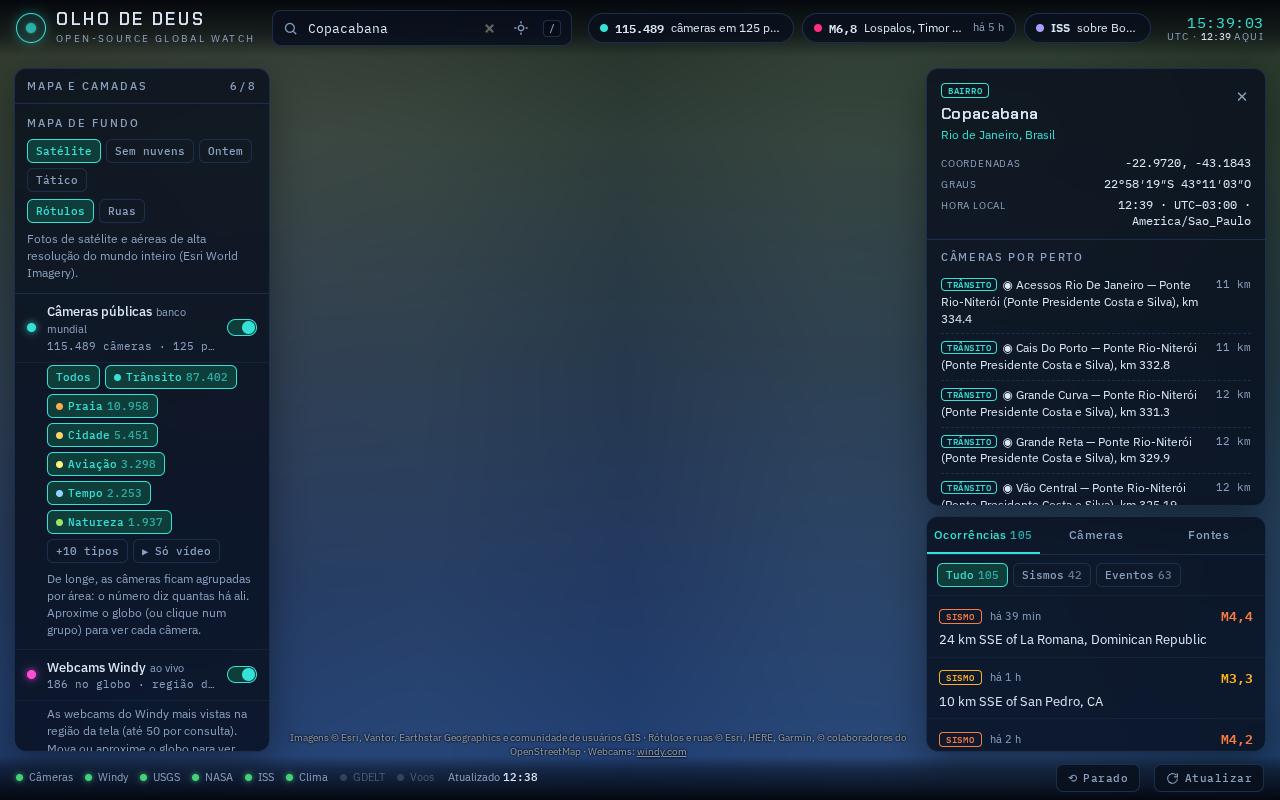 OLHO DE DEUS
OPEN-SOURCE GLOBAL WATCH
Copacabana
/
115.489 câmeras em 125 p…
M6,8 Lospalos, Timor … há 5 h
ISS sobre Bo…
15:39:03
UTC · 12:39 AQUI
MAPA E CAMADAS 6/8
MAPA DE FUNDO
Satélite Sem nuvens Ontem
Tático
Rótulos Ruas
Fotos de satélite e aéreas de alta
resolução do mundo inteiro (Esri World
Imagery).
Câmeras públicas banco
mundial
115.489 câmeras · 125 p…
Todos Trânsito 87.402
Praia 10.958
Cidade 5.451
Aviação 3.298
Tempo 2.253
Natureza 1.937
+10 tipos ▶ Só vídeo
De longe, as câmeras ficam agrupadas
por área: o número diz quantas há ali.
Aproxime o globo (ou clique num
grupo) para ver cada câmera.
Webcams Windy ao vivo
186 no globo · região d…
As webcams do Windy mais vistas na
região da tela (até 50 por consulta).
Mova ou aproxime o globo para ver
BAIRRO
Copacabana
Rio de Janeiro, Brasil
COORDENADAS -22.9720, -43.1843
GRAUS 22°58′19″S 43°11′03″O
HORA LOCAL 12:39 · UTC−03:00 ·
America/Sao_Paulo
CÂMERAS POR PERTO
TRÂNSITO ◉ Acessos Rio De Janeiro — Ponte 11 km
Rio-Niterói (Ponte Presidente Costa e Silva), km
334.4
TRÂNSITO ◉ Cais Do Porto — Ponte Rio-Niterói 11 km
(Ponte Presidente Costa e Silva), km 332.8
TRÂNSITO ◉ Grande Curva — Ponte Rio-Niterói 12 km
(Ponte Presidente Costa e Silva), km 331.3
TRÂNSITO ◉ Grande Reta — Ponte Rio-Niterói 12 km
(Ponte Presidente Costa e Silva), km 329.9
TRÂNSITO ◉ Vão Central — Ponte Rio-Niterói 12 km
(Ponte Presidente Costa e Silva), km 325.19
Ocorrências 105 Câmeras Fontes
Tudo 105 Sismos 42 Eventos 63
SISMO há 39 min M4,4
24 km SSE of La Romana, Dominican Republic
SISMO há 1 h M3,3
10 km SSE of San Pedro, CA
SISMO há 2 h M4,2
Imagens © Esri, Vantor, Earthstar Geographics e comunidade de usuários GIS · Rótulos e ruas © Esri, HERE, Garmin, © colaboradores do
OpenStreetMap · Webcams: windy.com
Câmeras Windy USGS NASA ISS Clima GDELT Voos Atualizado 12:38
⟲ Parado Atualizar